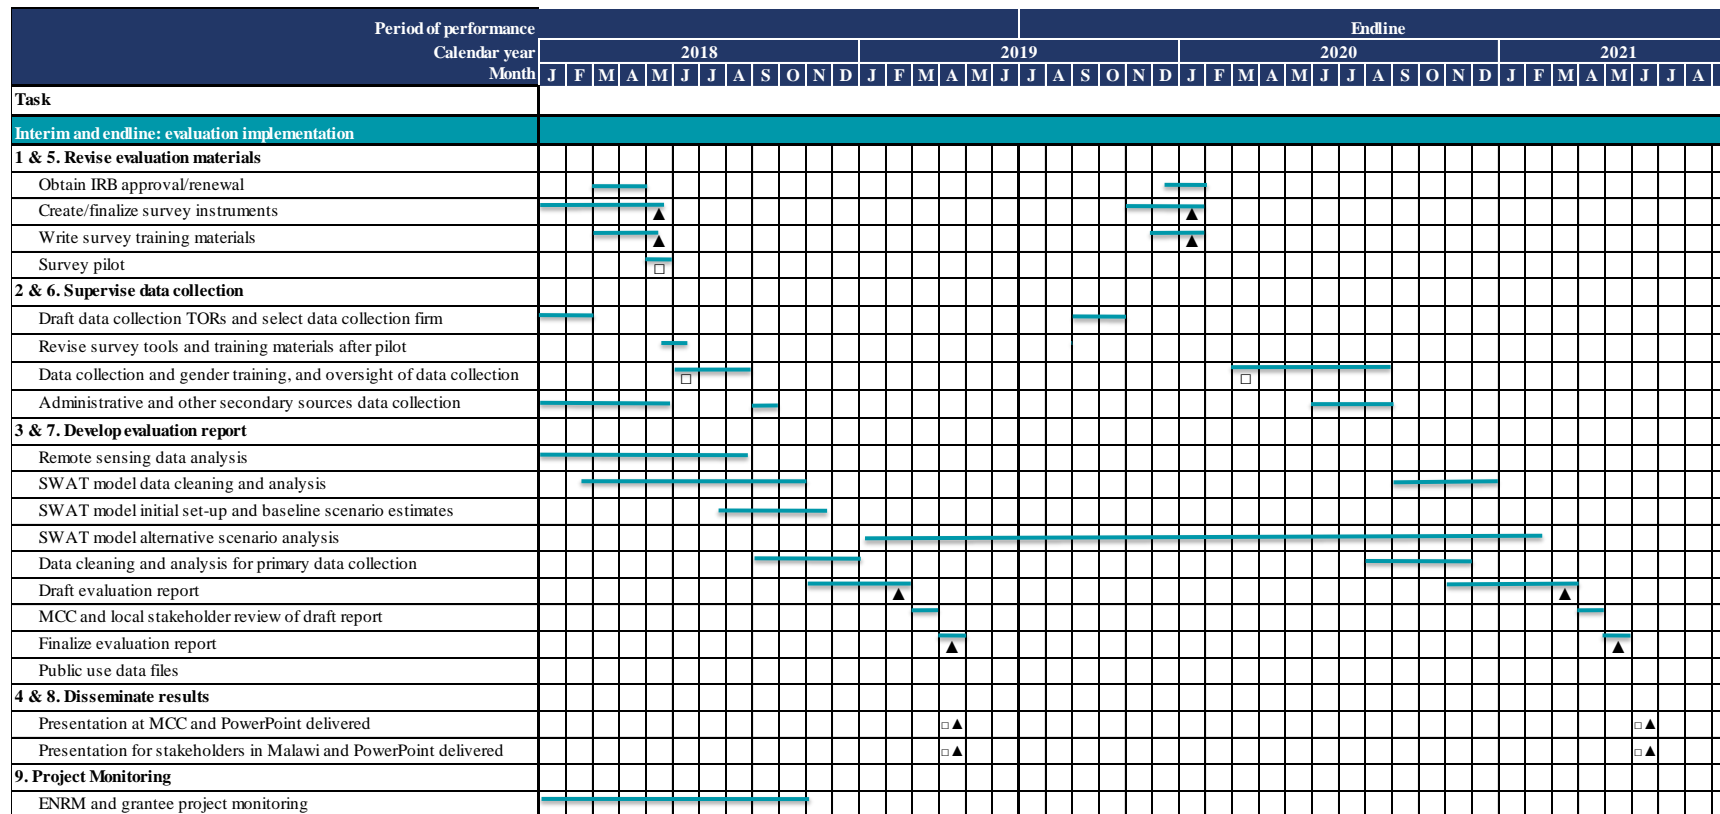 Period of performance Endline
Calendar year 2018 2019 2020 2021
Month J F M A M J J A S O N D J F M A M J J A S O N D J F M A M J J A S O N D J F M A M J J A
Task
Interim and endline: evaluation implementation
1 & 5. Revise evaluation materials
Obtain IRB approval/renewal
Create/finalize survey instruments
Write survey training materials
Survey pilot
2 & 6. Supervise data collection
Draft data collection TORs and select data collection firm
Revise survey tools and training materials after pilot
Data collection and gender training, and oversight of data collection
Administrative and other secondary sources data collection
3 & 7. Develop evaluation report
Remote sensing data analysis
SWAT model data cleaning and analysis
SWAT model initial set-up and baseline scenario estimates
SWAT model alternative scenario analysis
Data cleaning and analysis for primary data collection
Draft evaluation report
MCC and local stakeholder review of draft report
Finalize evaluation report
Public use data files
4 & 8. Disseminate results
Presentation at MCC and PowerPoint delivered
Presentation for stakeholders in Malawi and PowerPoint delivered
9. Project Monitoring
ENRM and grantee project monitoring